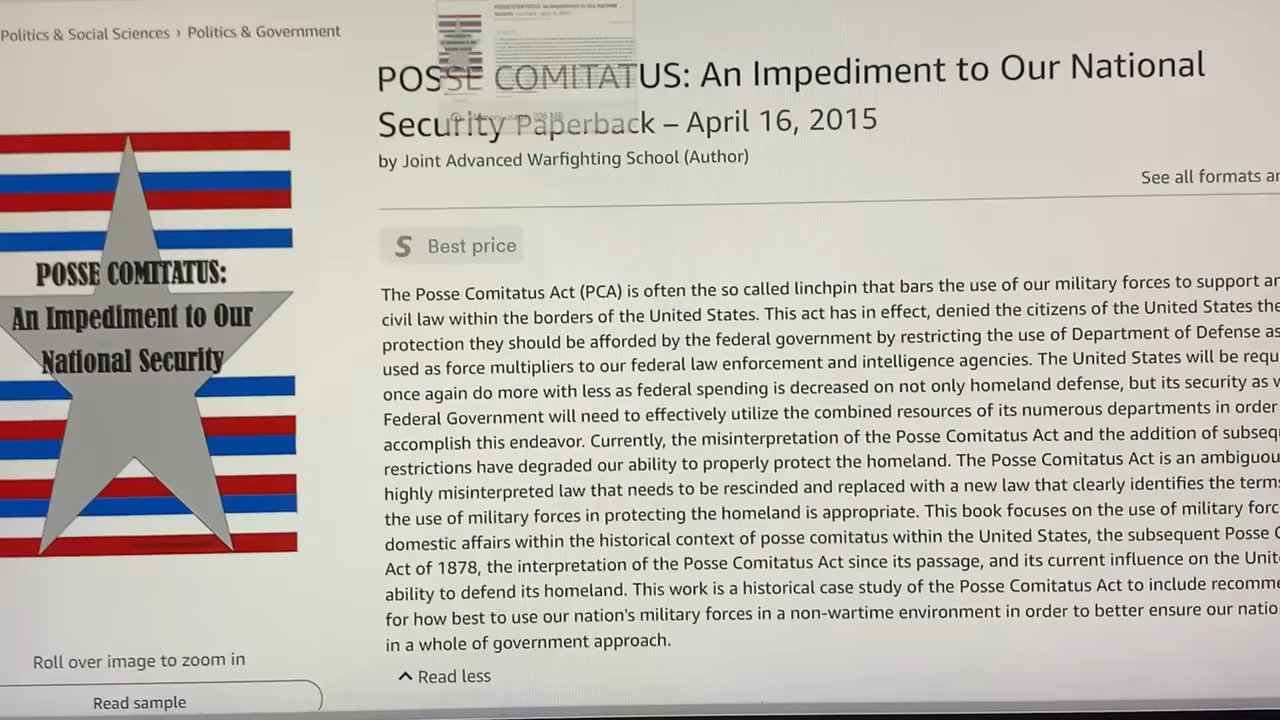 Politics & Social Sciences › Politics & Government
POSSE COMITATUS: An Impediment to Our National
Security Paperback – April 16, 2015
by Joint Advanced Warfighting School (Author)
See all formats
S Best price
POSSE COMITATUS:
An Impediment to Our
National Security
The Posse Comitatus Act (PCA) is often the so called linchpin that bars the use of our military forces to support
civil law within the borders of the United States. This act has in effect, denied the citizens of the United States the
protection they should be afforded by the federal government by restricting the use of Department of Defense
used as force multipliers to our federal law enforcement and intelligence agencies. The United States will be
once again do more with less as federal spending is decreased on not only homeland defense, but its security as
Federal Government will need to effectively utilize the combined resources of its numerous departments in order
accomplish this endeavor. Currently, the misinterpretation of the Posse Comitatus Act and the addition of
restrictions have degraded our ability to properly protect the homeland. The Posse Comitatus Act is an
highly misinterpreted law that needs to be rescinded and replaced with a new law that clearly identifies the
the use of military forces in protecting the homeland is appropriate. This book focuses on the use of military
domestic affairs within the historical context of posse comitatus within the United States, the subsequent Posse
Act of 1878, the interpretation of the Posse Comitatus Act since its passage, and its current influence on the
ability to defend its homeland. This work is a historical case study of the Posse Comitatus Act to include
for how best to use our nation's military forces in a non-wartime environment in order to better ensure our
in a whole of government approach.
Read less
Roll over image to zoom in
Read sample